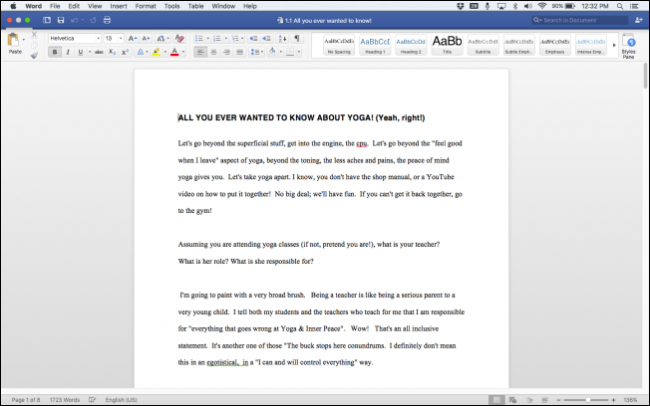 Word File Edit View Insert Format Tools Table Window Help 90% 12:32 PM
1.1 All you ever wanted to know!
Search in Document
Paste Helvetica 13
AaBbCcDdEe AaBbCcI AaBbCcDd AaBb AaBbCcDdEe AaBbCcDdEe AaBbCcDdEe AaBbCcDdEe
No Spacing Heading 1 Heading 2 Title Subtitle Subtle Emph... Emphasis Intense Emp... Styles Pane
B I U abc X₂ X² A
ALL YOU EVER WANTED TO KNOW ABOUT YOGA! (Yeah, right!)
Let's go beyond the superficial stuff, get into the engine, the cpu. Let's go beyond the "feel good
when I leave" aspect of yoga, beyond the toning, the less aches and pains, the peace of mind
yoga gives you. Let's take yoga apart. I know, you don't have the shop manual, or a YouTube
video on how to put it together! No big deal; we'll have fun. If you can't get it back together, go
to the gym!
Assuming you are attending yoga classes (if not, pretend you are!), what is your teacher?
What is her role? What is she responsible for?
I'm going to paint with a very broad brush. Being a teacher is like being a serious parent to a
very young child. I tell both my students and the teachers who teach for me that I am responsible
for "everything that goes wrong at Yoga & Inner Peace". Wow! That's an all inclusive
statement. It's another one of those "The buck stops here conundrums. I definitely don't mean
this in an egotistical, in a "I can and will control everything" way.
Page 1 of 8 1723 Words English (US) 136%